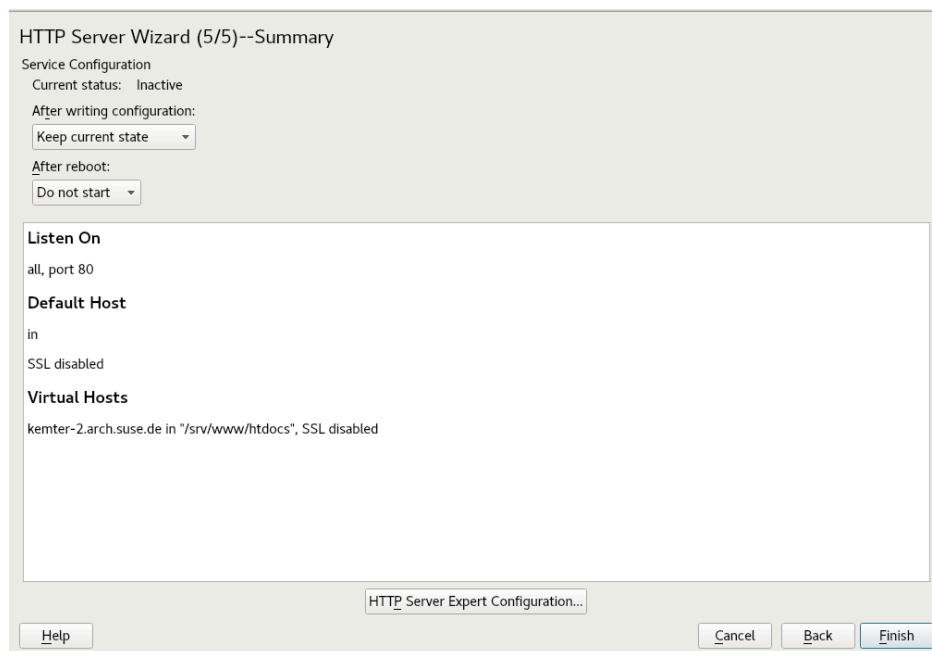 HTTP Server Wizard (5/5)--Summary
Service Configuration
Current status: Inactive
After writing configuration:
Keep current state
After reboot:
Do not start
Listen On
all, port 80
Default Host
in
SSL disabled
Virtual Hosts
kemter-2.arch.suse.de in "/srv/www/htdocs", SSL disabled
HTTP Server Expert Configuration...
Help Cancel Back Finish